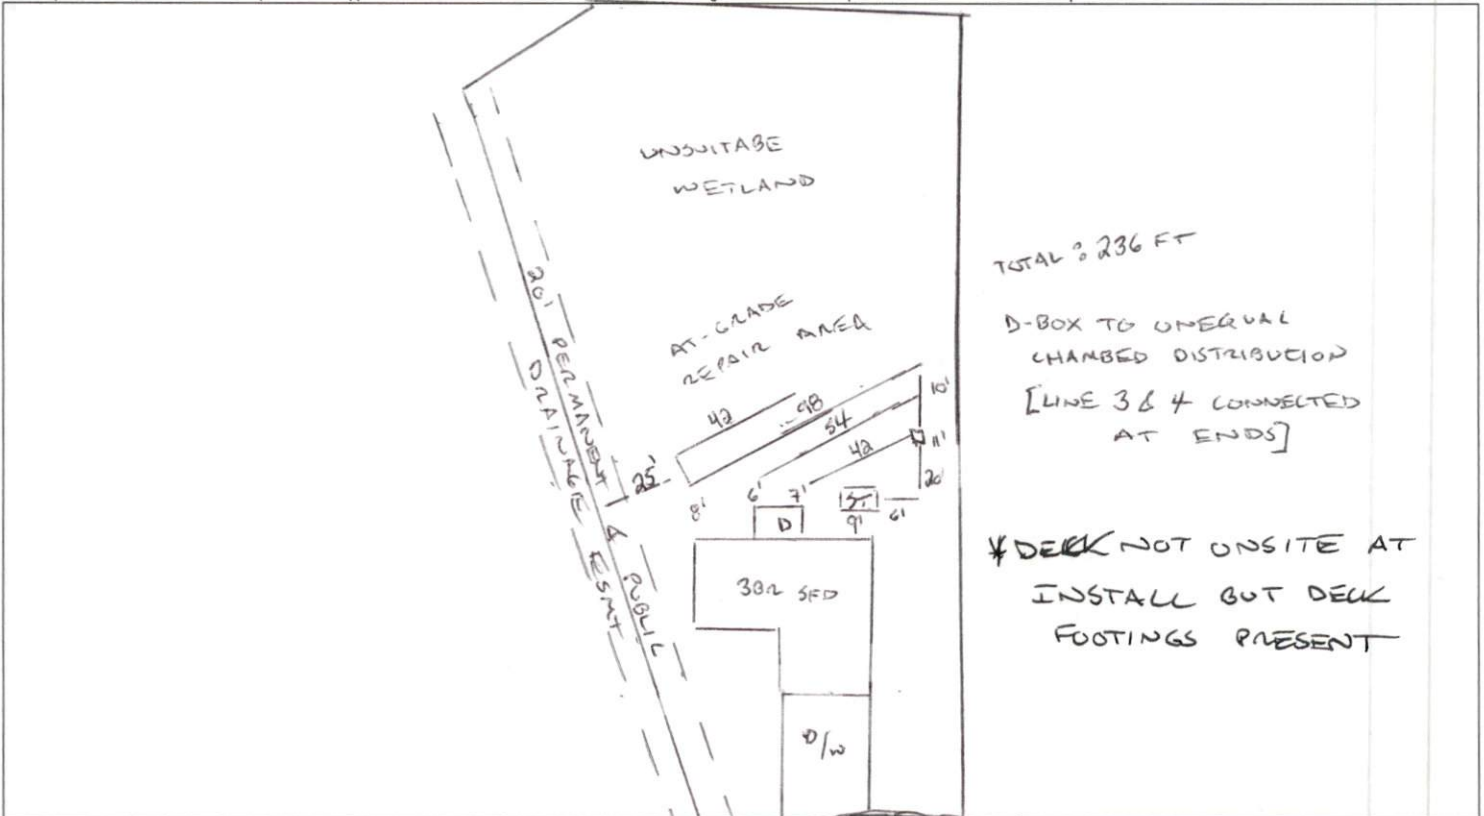 UNSUITABE
WETLAND
TOTAL : 236 FT
D-BOX TO UNEQUAL
CHAMBED DISTRIBUTION
[LINE 3 & 4 CONNECTED
AT ENDS]
AT-GRADE
REPAIR AREA
20' PERMANENT & PUBLIC
DRAINAGE ESMT
42
98
54
42
10'
11'
20'
25'
8'
6'
7'
ST
9'
6'
D
3BR SFD
D/W
* DECK NOT ONSITE AT
INSTALL BUT DECK
FOOTINGS PRESENT